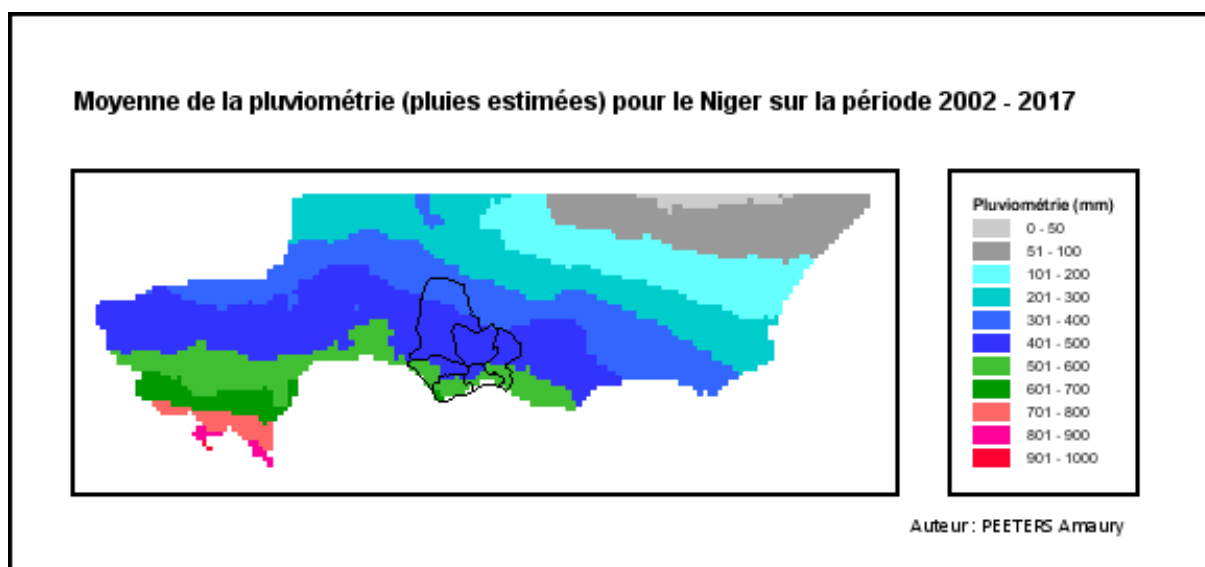 Moyenne de la pluviométrie (pluies estimées) pour le Niger sur la période 2002 - 2017
Pluviométrie (mm)
0 - 50
51 - 100
101 - 200
201 - 300
301 - 400
401 - 500
501 - 600
601 - 700
701 - 800
801 - 900
901 - 1000
Auteur : PEETERS Amaury